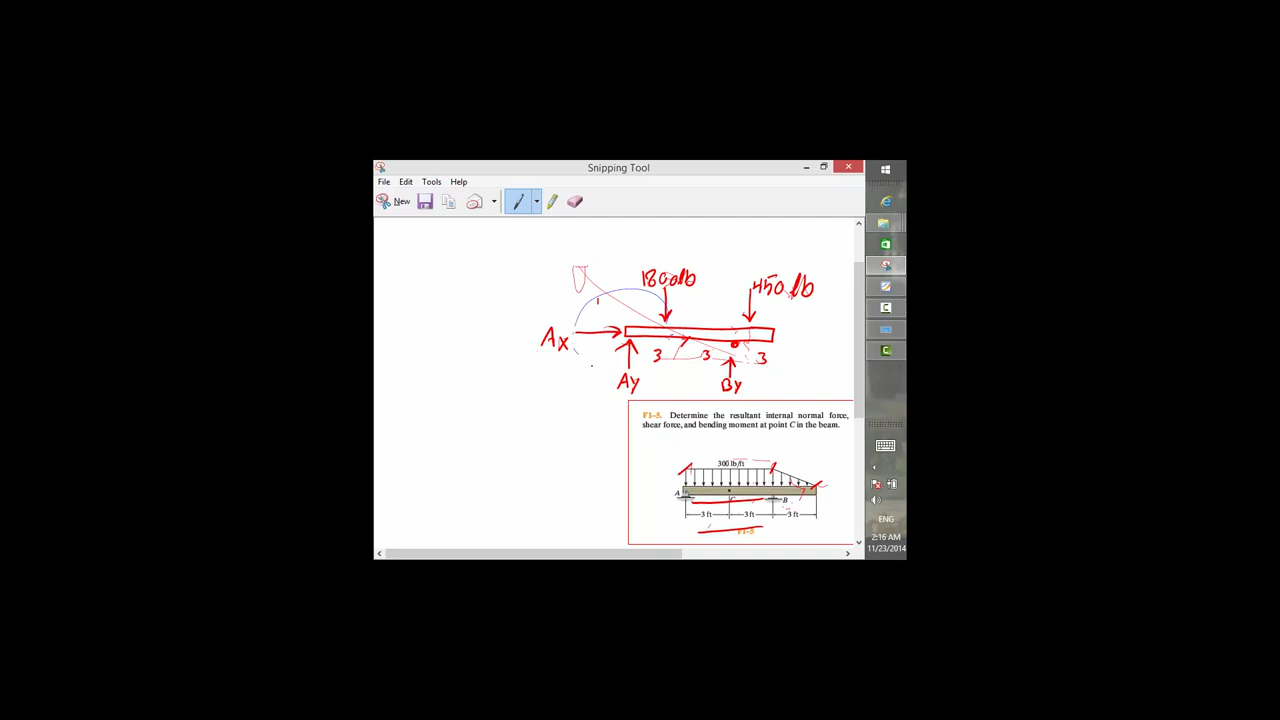 Snipping Tool
File Edit Tools Help
New
1800lb
450 lb
Ax
3 3 3
Ay By
F1–5. Determine the resultant internal normal force,
shear force, and bending moment at point C in the beam.
300 lb/ft
A C B
3 ft 3 ft 3 ft
F1–5
ENG
2:16 AM
11/23/2014